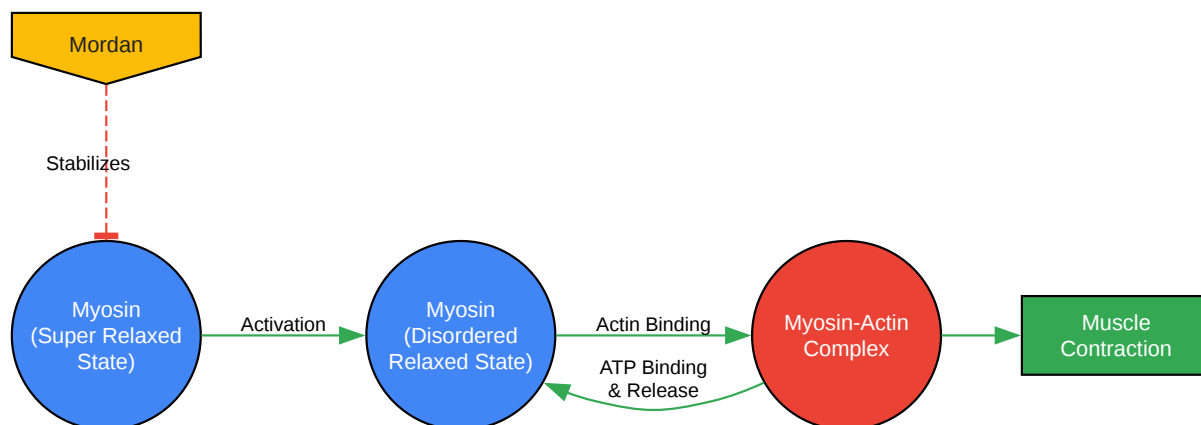 Mordan
Stabilizes
Myosin
(Super Relaxed
State)
Activation
Myosin
(Disordered
Relaxed State)
Actin Binding
ATP Binding
& Release
Myosin-Actin
Complex
Muscle
Contraction